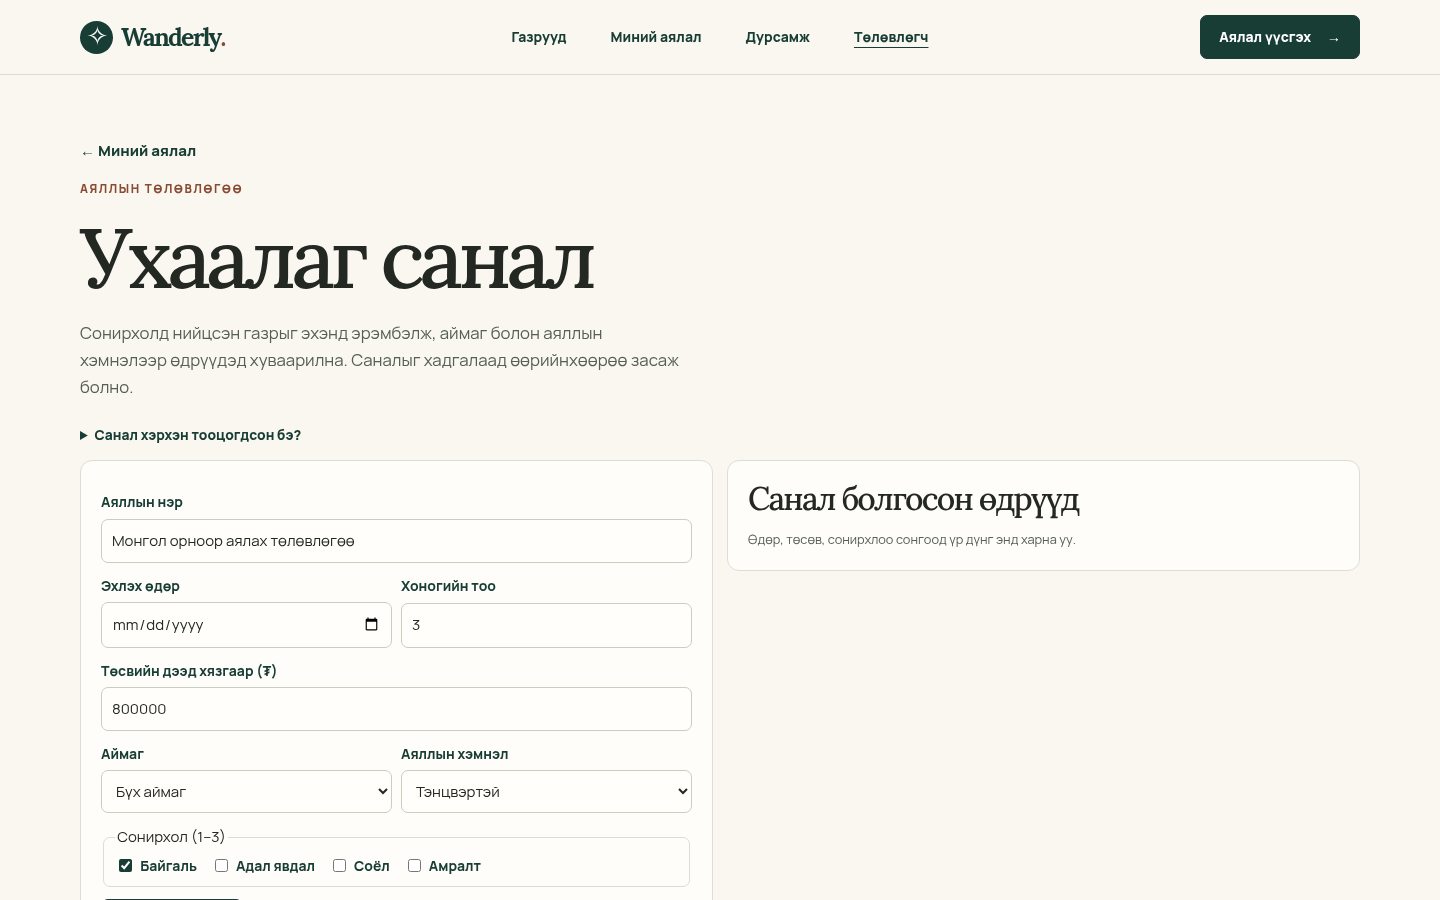 Wanderly.
Газрууд
Миний аялал
Дурсамж
Төлөвлөгч
Аялал үүсгэх →
← Миний аялал
АЯЛЛЫН ТӨЛӨВЛӨГӨӨ
Ухаалаг санал
Сонирхолд нийцсэн газрыг эхэнд эрэмбэлж, аймаг болон аяллын
хэмнэлээр өдрүүдэд хуваарилна. Саналыг хадгалаад өөрийнхөөрөө засаж
болно.
Санал хэрхэн тооцогдсон бэ?
Аяллын нэр
Монгол орноор аялах төлөвлөгөө
Эхлэх өдөр
Хоногийн тоо
mm/dd/yyyy
3
Төсвийн дээд хязгаар (₮)
800000
Аймаг
Аяллын хэмнэл
Бүх аймаг
Тэнцвэртэй
Сонирхол (1–3)
Байгаль
Адал явдал
Соёл
Амралт
Санал болгосон өдрүүд
Өдөр, төсөв, сонирхлоо сонгоод үр дүнг энд харна уу.